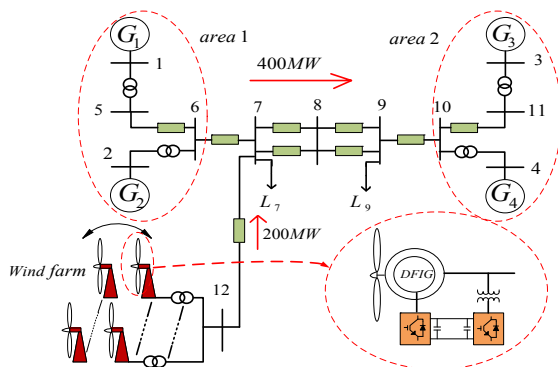 G1 area 1 area 2 G3
1 400MW 3
5 6 7 8 9 10 11
2 4
G2 L7 L9 G4
200MW
Wind farm DFIG
12